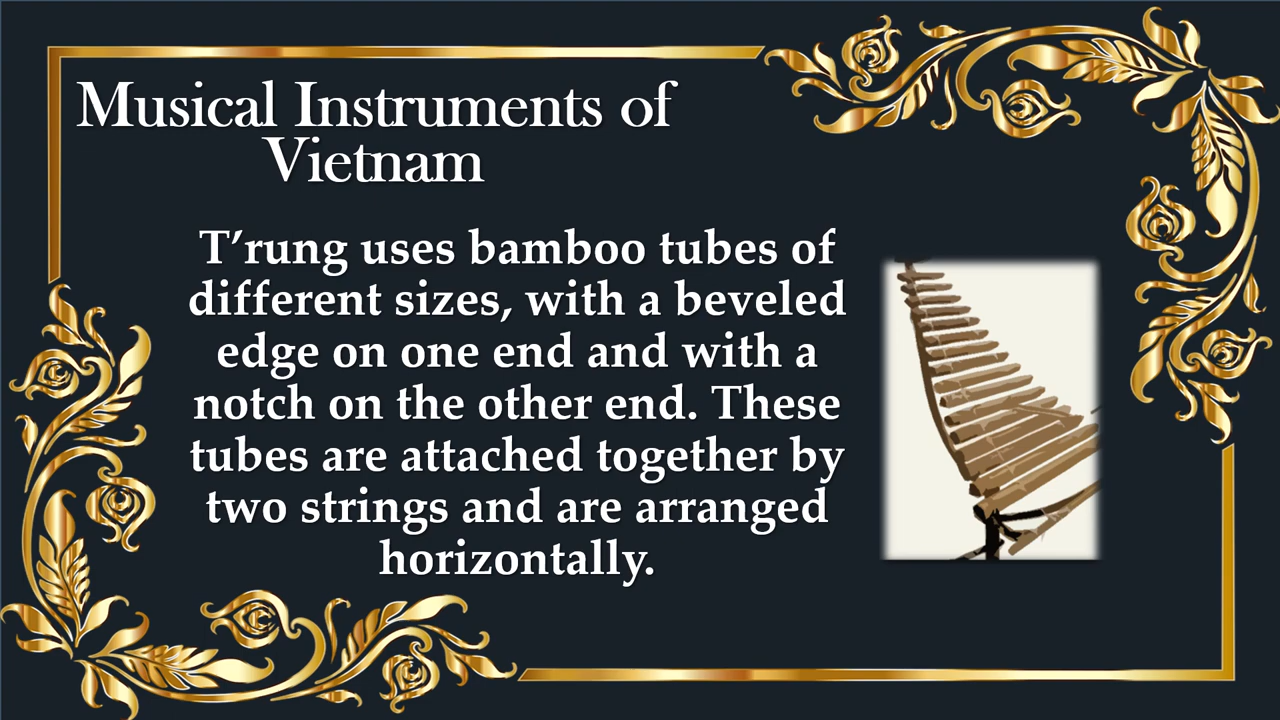 Musical Instruments of
Vietnam
T’rung uses bamboo tubes of
different sizes, with a beveled
edge on one end and with a
notch on the other end. These
tubes are attached together by
two strings and are arranged
horizontally.